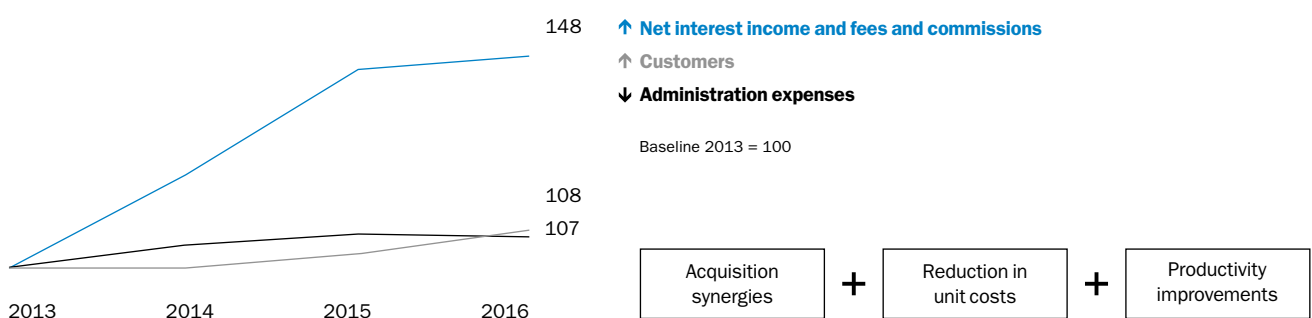 148
108
107
2013 2014 2015 2016
↑ Net interest income and fees and commissions
↑ Customers
↓ Administration expenses
Baseline 2013 = 100
Acquisition
synergies
+
Reduction in
unit costs
+
Productivity
improvements